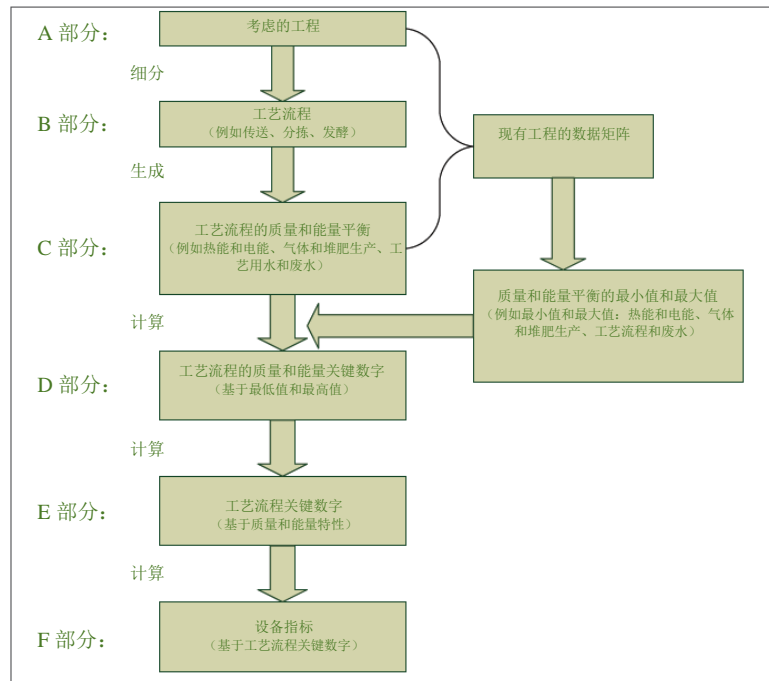 A 部分：
考虑的工程
细分
B 部分：
工艺流程
（例如传送、分拣、发酵）
现有工程的数据矩阵
生成
C 部分：
工艺流程的质量和能量平衡
（例如热能和电能、气体和堆肥生产、工
艺用水和废水）
质量和能量平衡的最小值和最大值
（例如最小值和最大值：热能和电能、气体
和堆肥生产、工艺流程和废水）
计算
D 部分：
工艺流程的质量和能量关键数字
（基于最低值和最高值）
计算
E 部分：
工艺流程关键数字
（基于质量和能量特性）
计算
F 部分：
设备指标
（基于工艺流程关键数字）